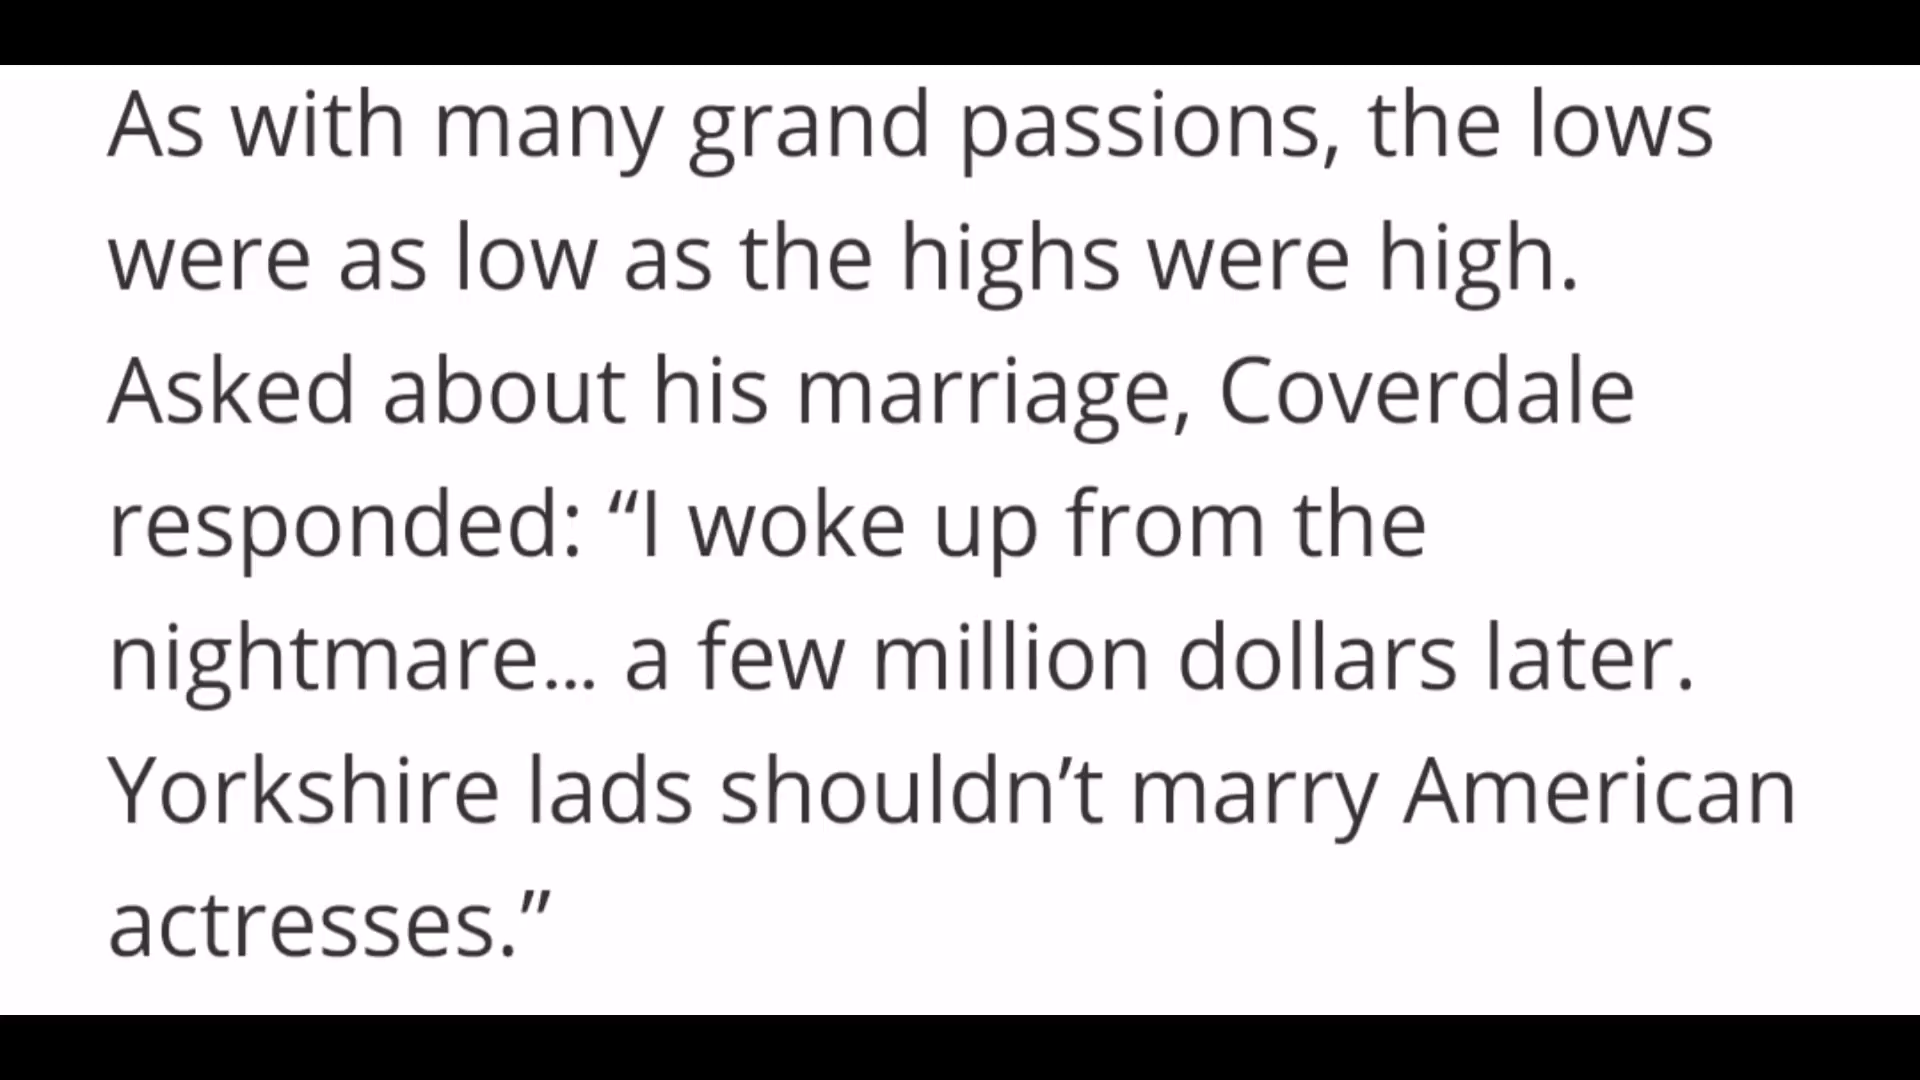 As with many grand passions, the lows
were as low as the highs were high.
Asked about his marriage, Coverdale
responded: “I woke up from the
nightmare... a few million dollars later.
Yorkshire lads shouldn’t marry American
actresses.”